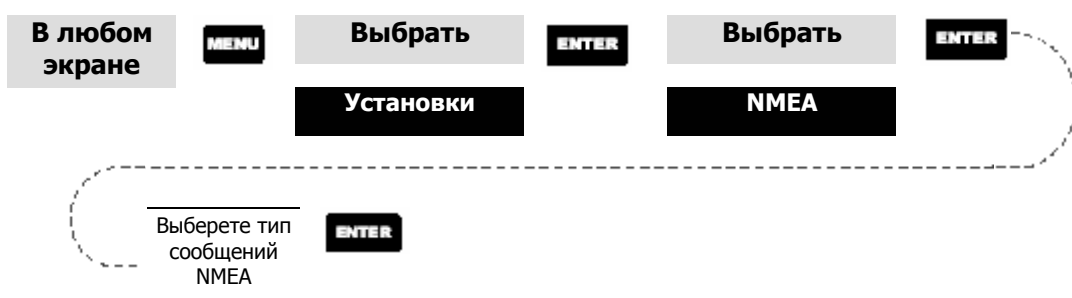 В любом
экране
MENU
Выбрать
Установки
ENTER
Выбрать
NMEA
ENTER
Выберете тип
сообщений
NMEA
ENTER